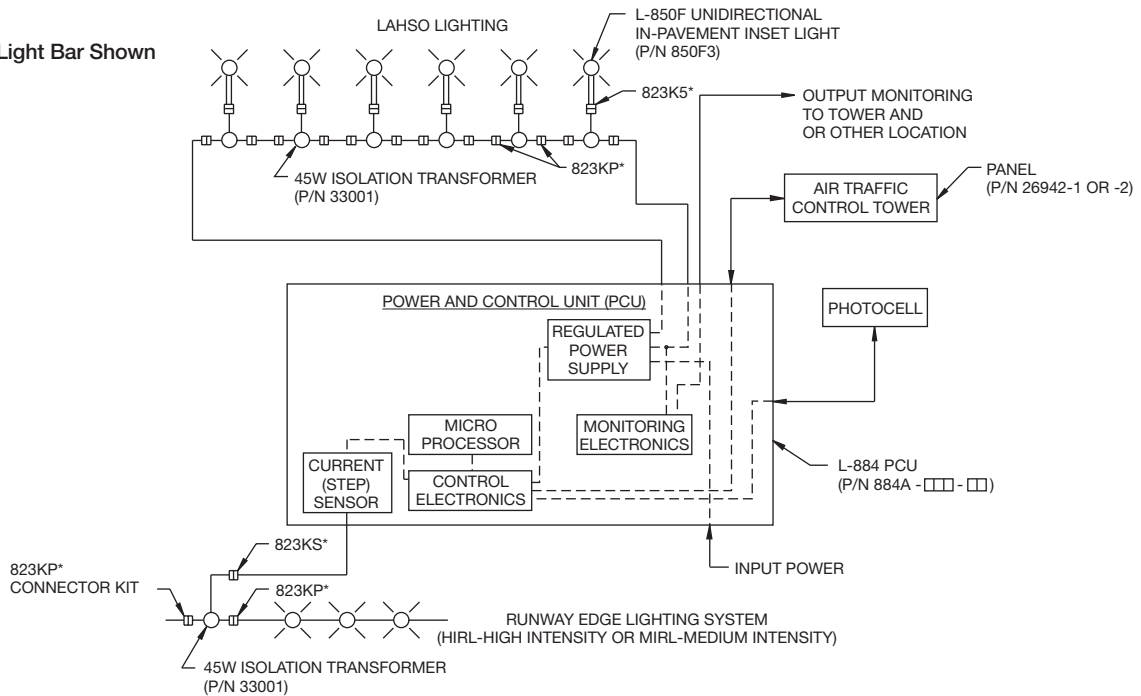 Light Bar Shown
LAHSO LIGHTING
L-850F UNIDIRECTIONAL
IN-PAVEMENT INSET LIGHT
(P/N 850F3)
823K5*
OUTPUT MONITORING
TO TOWER AND
OR OTHER LOCATION
45W ISOLATION TRANSFORMER
(P/N 33001)
823KP*
AIR TRAFFIC
CONTROL TOWER
PANEL
(P/N 26942-1 OR -2)
POWER AND CONTROL UNIT (PCU)
PHOTOCELL
REGULATED
POWER
SUPPLY
MICRO
PROCESSOR
MONITORING
ELECTRONICS
CURRENT
(STEP)
SENSOR
CONTROL
ELECTRONICS
L-884 PCU
(P/N 884A - □□□ - □□)
823KS*
823KP*
CONNECTOR KIT
823KP*
INPUT POWER
RUNWAY EDGE LIGHTING SYSTEM
(HIRL-HIGH INTENSITY OR MIRL-MEDIUM INTENSITY)
45W ISOLATION TRANSFORMER
(P/N 33001)